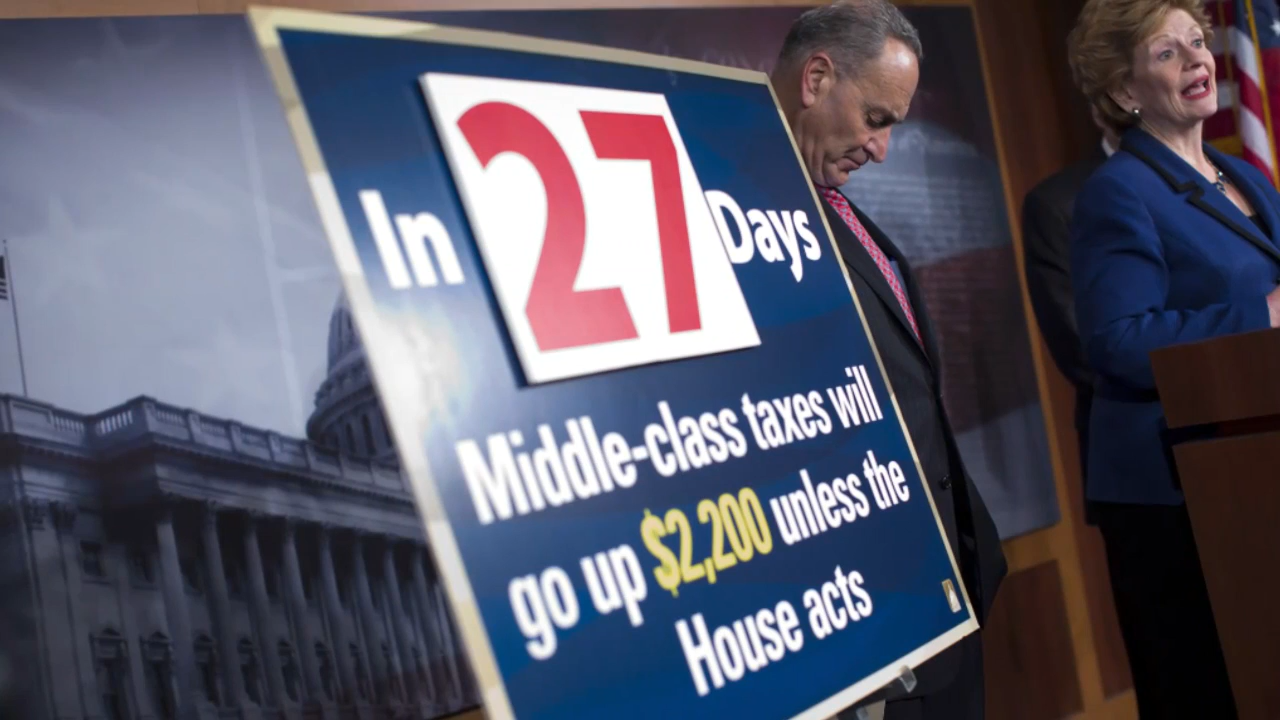 In 27 Days
Middle-class taxes will
go up $2,200 unless the
House acts